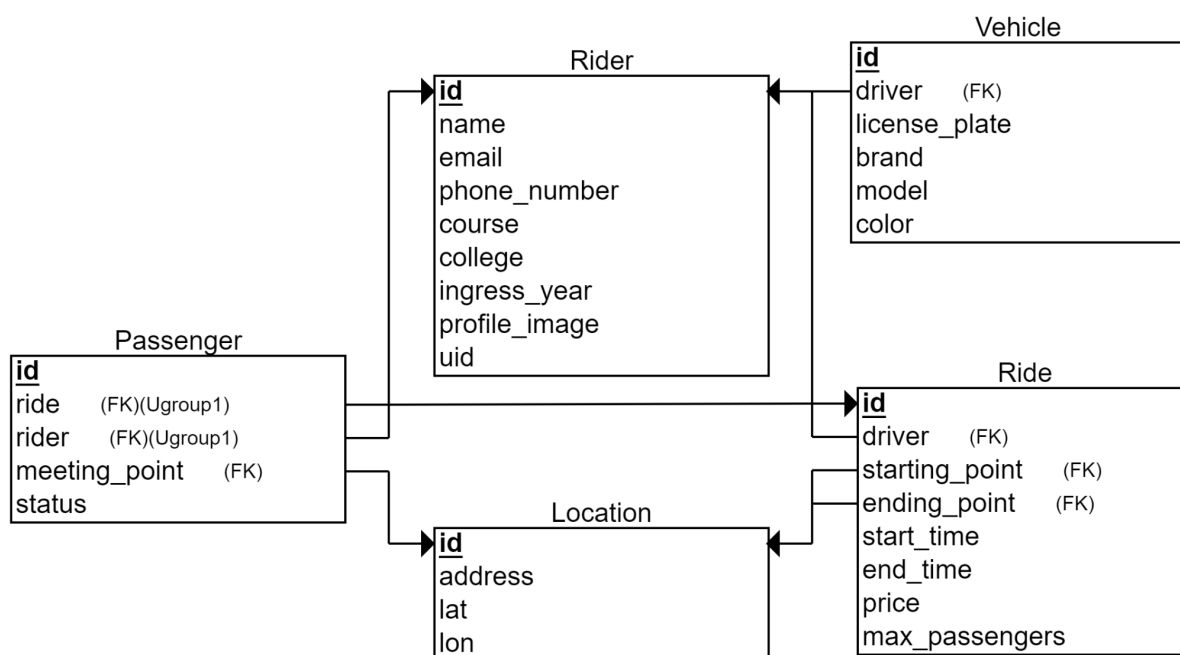 Vehicle
id
driver (FK)
license_plate
brand
model
color
Rider
id
name
email
phone_number
course
college
ingress_year
profile_image
uid
Passenger
id
ride (FK)(Ugroup1)
rider (FK)(Ugroup1)
meeting_point (FK)
status
Ride
id
driver (FK)
starting_point (FK)
ending_point (FK)
start_time
end_time
price
max_passengers
Location
id
address
lat
lon